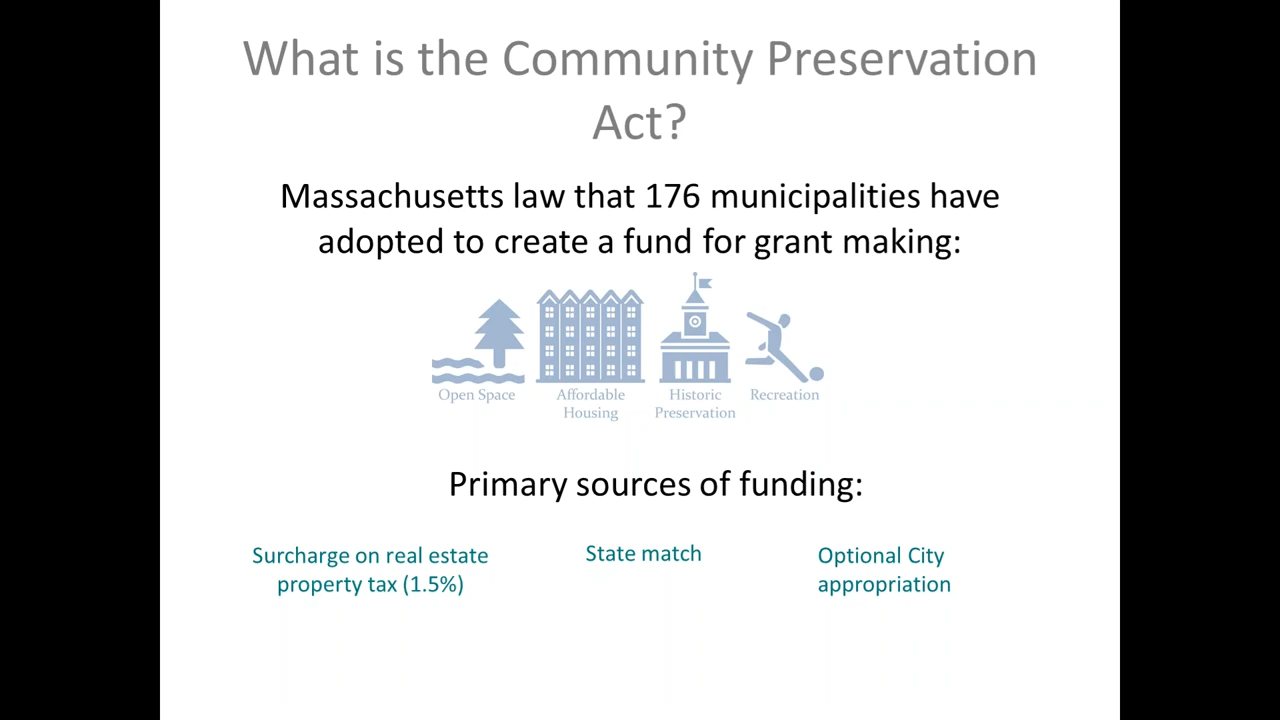 What is the Community Preservation
Act?
Massachusetts law that 176 municipalities have
adopted to create a fund for grant making:
Open Space
Affordable
Housing
Historic
Preservation
Recreation
Primary sources of funding:
Surcharge on real estate
property tax (1.5%)
State match
Optional City
appropriation